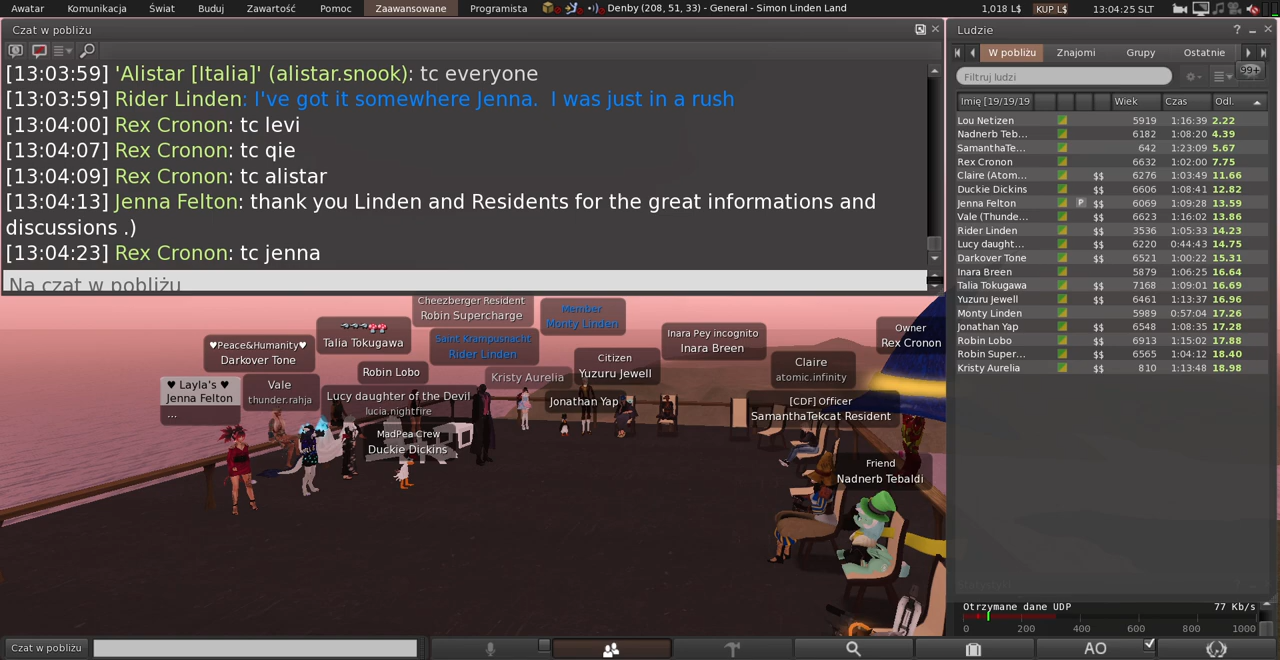 Awatar Komunikacja Świat Buduj Zawartość Pomoc Zaawansowane Programista Denby (208, 51, 33) - General - Simon Linden Land 1,018 L$ KUP L$ 13:04:25 SLT
Czat w pobliżu
[13:03:59] 'Alistar [Italia]' (alistar.snook): tc everyone
[13:03:59] Rider Linden: I've got it somewhere Jenna.  I was just in a rush
[13:04:00] Rex Cronon: tc levi
[13:04:07] Rex Cronon: tc qie
[13:04:09] Rex Cronon: tc alistar
[13:04:13] Jenna Felton: thank you Linden and Residents for the great informations and
discussions .)
[13:04:23] Rex Cronon: tc jenna
Na czat w pobliżu
Cheezberger Resident
Robin Supercharge
Member
Monty Linden
Talia Tokugawa
♥Peace&Humanity♥
Darkover Tone
Saint Krampusnacht
Rider Linden
Inara Pey incognito
Inara Breen
Owner
Rex Cronon
Citizen
Yuzuru Jewell
Claire
atomic.infinity
Robin Lobo
Kristy Aurelia
♥ Layla's ♥
Jenna Felton
...
Vale
thunder.rahja
Lucy daughter of the Devil
lucia.nightfire
Jonathan Yap
[CDF] Officer
SamanthaTekcat Resident
MadPea Crew
Duckie Dickins
Friend
Nadnerb Tebaldi
Ludzie
W pobliżu Znajomi Grupy Ostatnie
99+
Filtruj ludzi
Imię [19/19/19 Wiek Czas Odl.
Lou Netizen 5919 1:16:39 2.22
Nadnerb Teb... 6182 1:08:20 4.39
SamanthaTe... 642 1:23:09 5.67
Rex Cronon 6632 1:02:00 7.75
Claire (Atom... $$ 6276 1:03:49 11.66
Duckie Dickins 6606 1:08:41 12.82
Jenna Felton P $$ 6069 1:09:28 13.59
Vale (Thunde... $$ 6623 1:16:02 13.86
Rider Linden $$ 3536 1:05:33 14.23
Lucy daught... $$ 6220 0:44:43 14.75
Darkover Tone $$ 6521 1:00:22 15.31
Inara Breen 5879 1:06:25 16.64
Talia Tokugawa $$ 7168 1:09:01 16.69
Yuzuru Jewell $$ 6461 1:13:37 16.96
Monty Linden 5989 0:57:04 17.26
Jonathan Yap $$ 6548 1:08:35 17.28
Robin Lobo $$ 6913 1:15:02 17.88
Robin Super... $$ 6565 1:04:12 18.40
Kristy Aurelia $$ 810 1:13:48 18.98
Otrzymane dane UDP 77 Kb/s
0 200 400 600 800 1000
Czat w pobliżu
AO